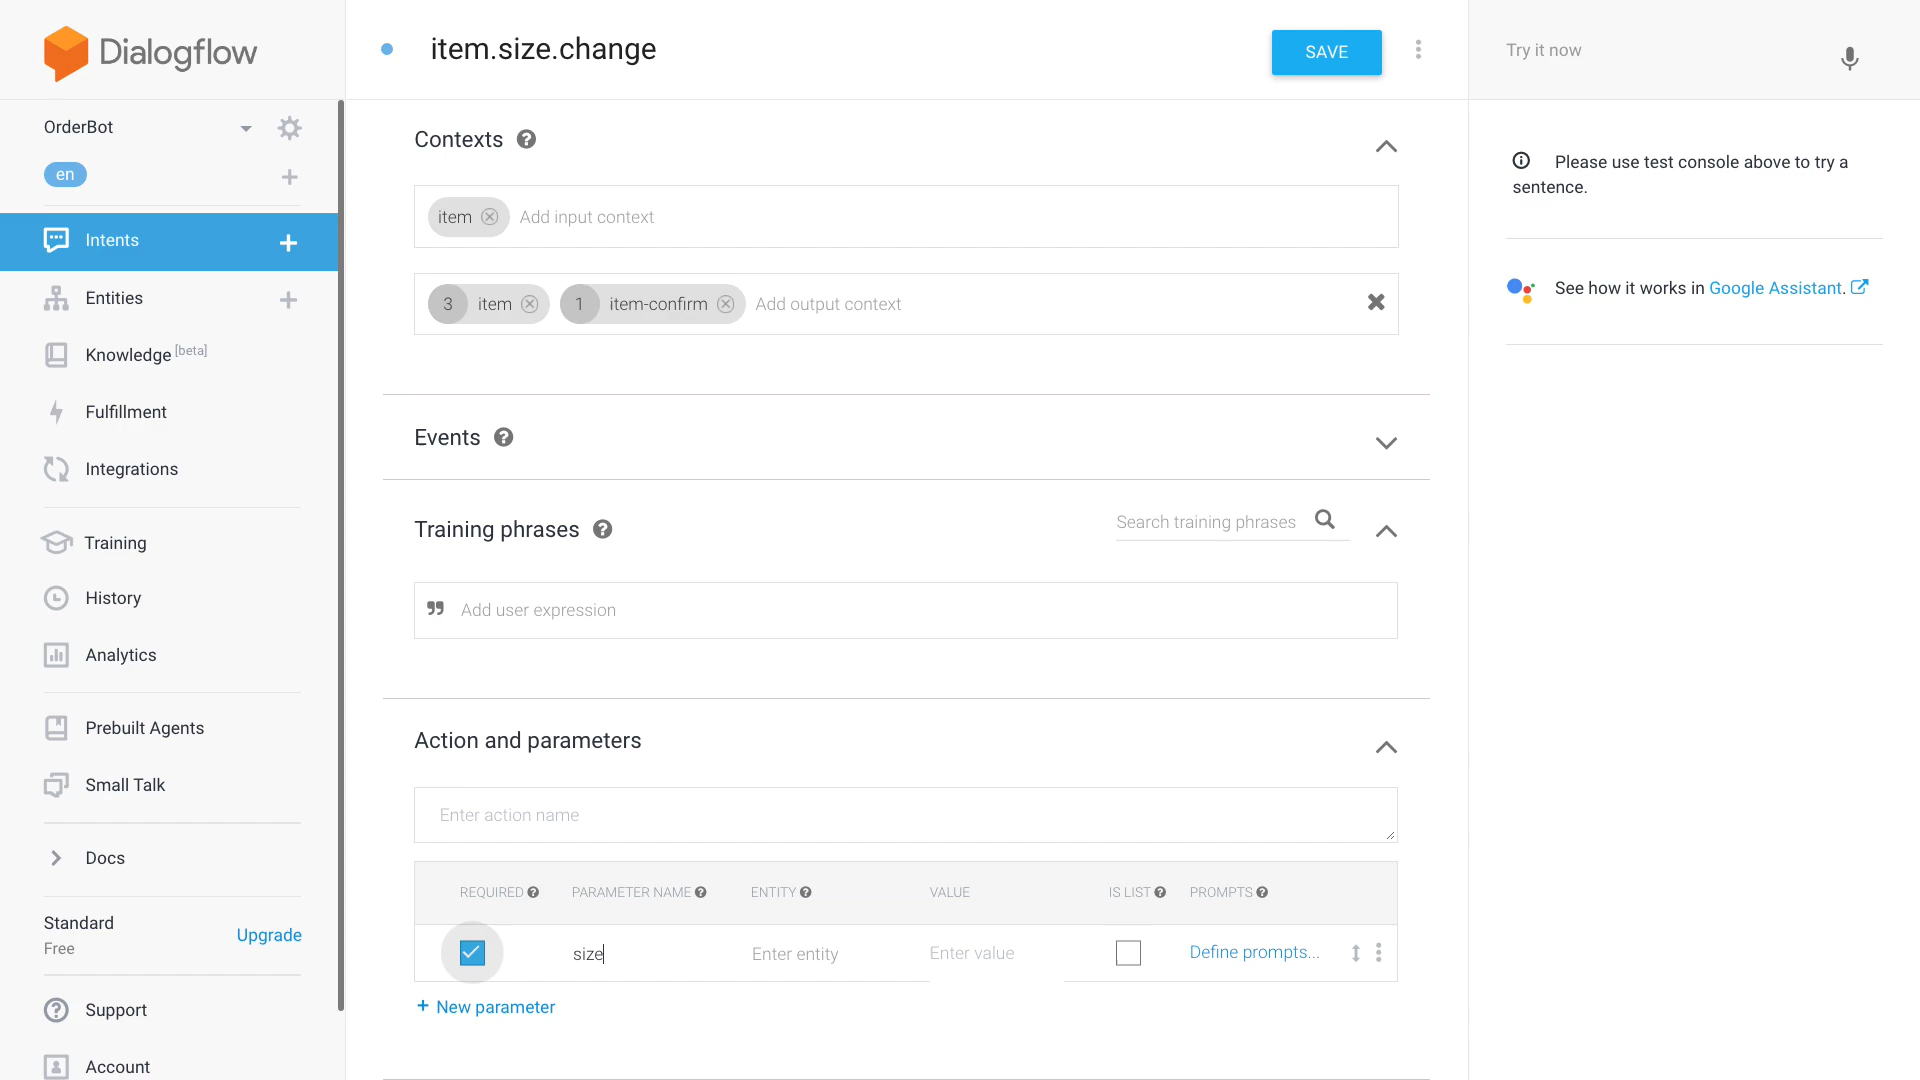 Dialogflow
OrderBot
en
Intents
Entities
Knowledge [beta]
Fulfillment
Integrations
Training
History
Analytics
Prebuilt Agents
Small Talk
Docs
Standard
Free
Upgrade
Support
Account
item.size.change
SAVE
Contexts
item Add input context
3 item 1 item-confirm Add output context
Events
Training phrases
Search training phrases
Add user expression
Action and parameters
Enter action name
REQUIRED PARAMETER NAME ENTITY VALUE IS LIST PROMPTS
size Enter entity Enter value Define prompts...
+ New parameter
Try it now
Please use test console above to try a
sentence.
See how it works in Google Assistant.